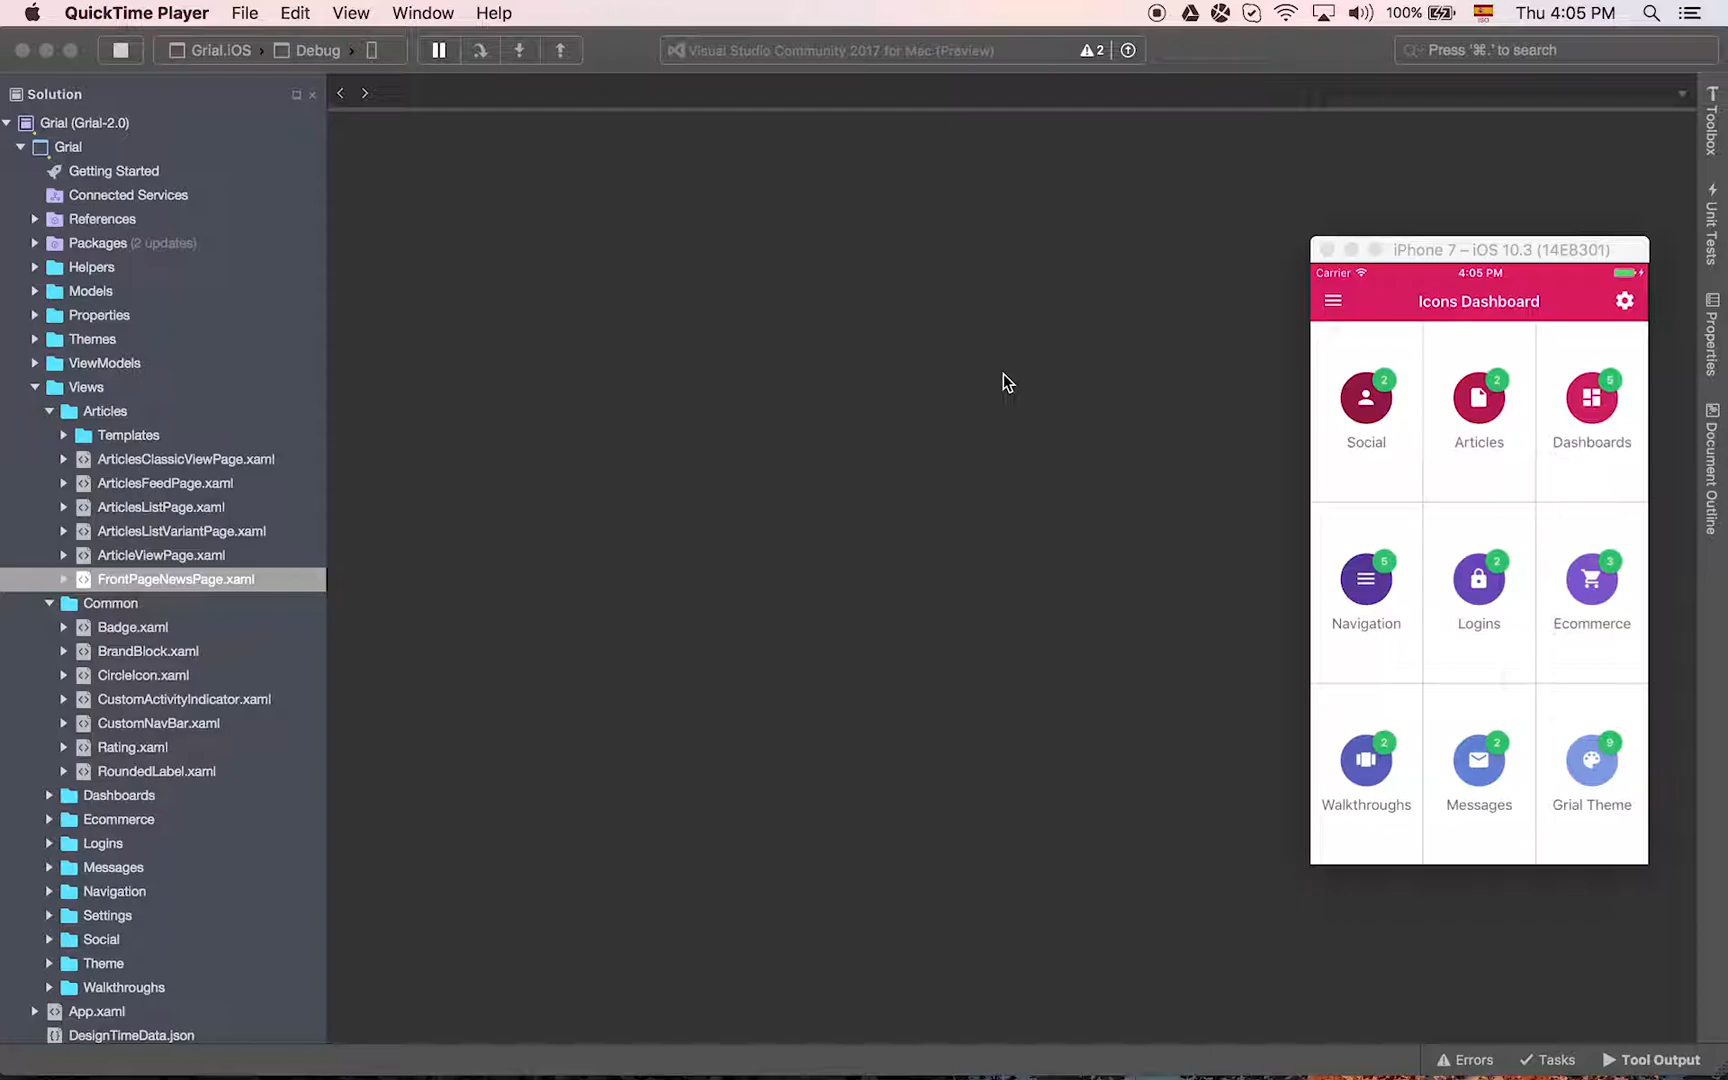 QuickTime Player File Edit View Window Help 100% ISO Thu 4:05 PM
Grial.iOS › Debug › Visual Studio Community 2017 for Mac (Preview) 2 Press '⌘.' to search
Solution
Grial (Grial-2.0)
Grial
Getting Started
Connected Services
References
Packages (2 updates)
Helpers
Models
Properties
Themes
ViewModels
Views
Articles
Templates
ArticlesClassicViewPage.xaml
ArticlesFeedPage.xaml
ArticlesListPage.xaml
ArticlesListVariantPage.xaml
ArticleViewPage.xaml
FrontPageNewsPage.xaml
Common
Badge.xaml
BrandBlock.xaml
CircleIcon.xaml
CustomActivityIndicator.xaml
CustomNavBar.xaml
Rating.xaml
RoundedLabel.xaml
Dashboards
Ecommerce
Logins
Messages
Navigation
Settings
Social
Theme
Walkthroughs
App.xaml
DesignTimeData.json
iPhone 7 – iOS 10.3 (14E8301)
Carrier 4:05 PM
Icons Dashboard
2 2 5
Social Articles Dashboards
5 2 3
Navigation Logins Ecommerce
2 2 9
Walkthroughs Messages Grial Theme
Toolbox
Unit Tests
Properties
Document Outline
Errors Tasks Tool Output